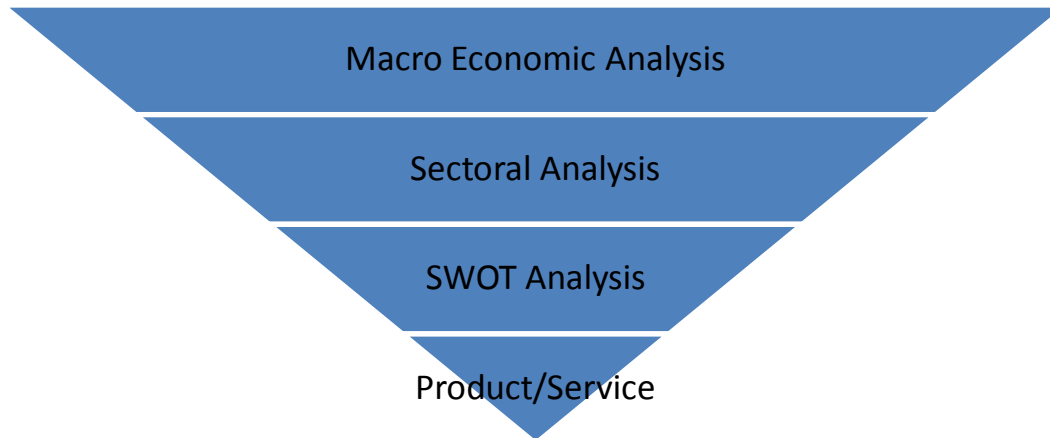 Macro Economic Analysis
Sectoral Analysis
SWOT Analysis
Product/Service